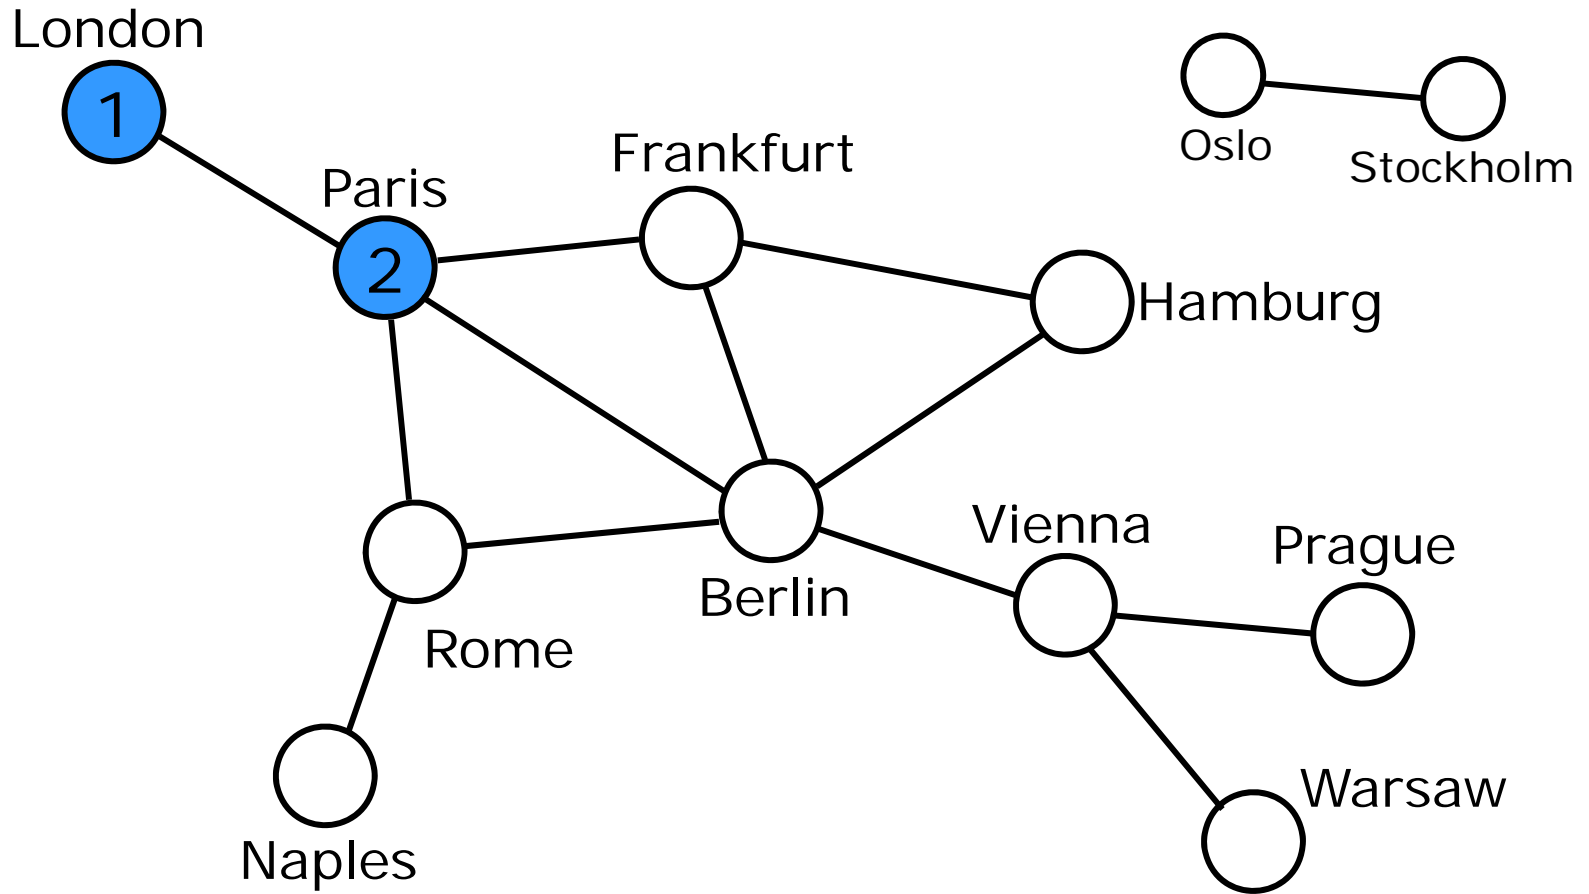 London
1
Paris
2
Frankfurt
Oslo
Stockholm
Hamburg
Berlin
Vienna
Prague
Rome
Naples
Warsaw